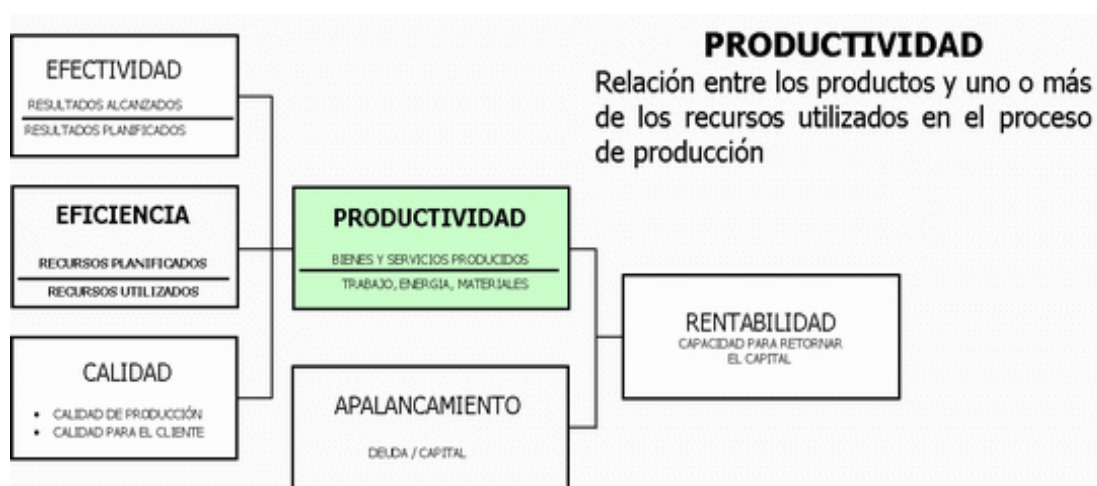 PRODUCTIVIDAD
Relación entre los productos y uno o más
de los recursos utilizados en el proceso
de producción
EFECTIVIDAD
RESULTADOS ALCANZADOS
RESULTADOS PLANIFICADOS
EFICIENCIA
RECURSOS PLANIFICADOS
RECURSOS UTILIZADOS
CALIDAD
• CALIDAD DE PRODUCCIÓN
• CALIDAD PARA EL CLIENTE
PRODUCTIVIDAD
BIENES Y SERVICIOS PRODUCIDOS
TRABAJO, ENERGIA, MATERIALES
APALANCAMIENTO
DEUDA / CAPITAL
RENTABILIDAD
CAPACIDAD PARA RETORNAR
EL CAPITAL